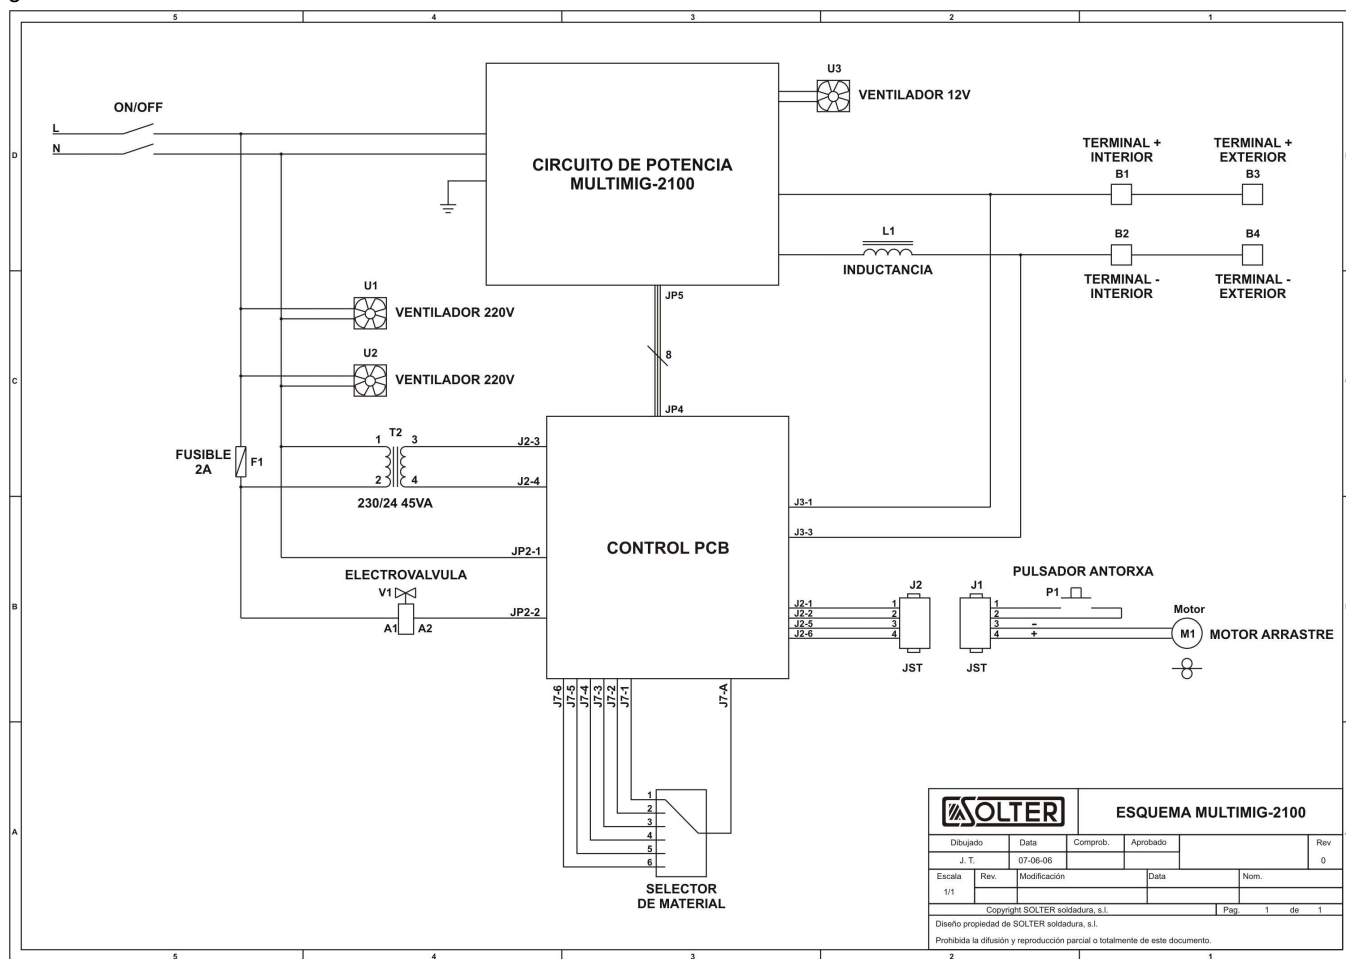 5 4 3 2 1
U3
VENTILADOR 12V
ON/OFF
L
N
D
CIRCUITO DE POTENCIA
MULTIMIG-2100
TERMINAL +
INTERIOR
B1
TERMINAL +
EXTERIOR
B3
L1
INDUCTANCIA
B2
TERMINAL -
INTERIOR
B4
TERMINAL -
EXTERIOR
JP5
U1
VENTILADOR 220V
8
U2
VENTILADOR 220V
C
JP4
T2
1 3
2 4
230/24 45VA
J2-3
J2-4
FUSIBLE
2A
F1
J3-1
J3-3
CONTROL PCB
JP2-1
ELECTROVALVULA
V1
A1 A2
JP2-2
B
PULSADOR ANTORXA
P1
J2
J1
J2-1 1
J2-2 2
J2-5 3
J2-6 4
JST
1
2
3 -
4 +
JST
Motor
M1
MOTOR ARRASTRE
J7-6
J7-5
J7-4
J7-3
J7-2
J7-1
J7-A
1
2
3
4
5
6
SELECTOR
DE MATERIAL
A
SOLTER
ESQUEMA MULTIMIG-2100
Dibujado Data Comprob. Aprobado Rev
J. T. 07-06-06 0
Escala Rev. Modificación Data Nom.
1/1
Copyright SOLTER soldadura, s.l. Pag. 1 de 1
Diseño propiedad de SOLTER soldadura, s.l.
Prohibida la difusión y reproducción parcial o totalmente de este documento.
5 4 3 2 1